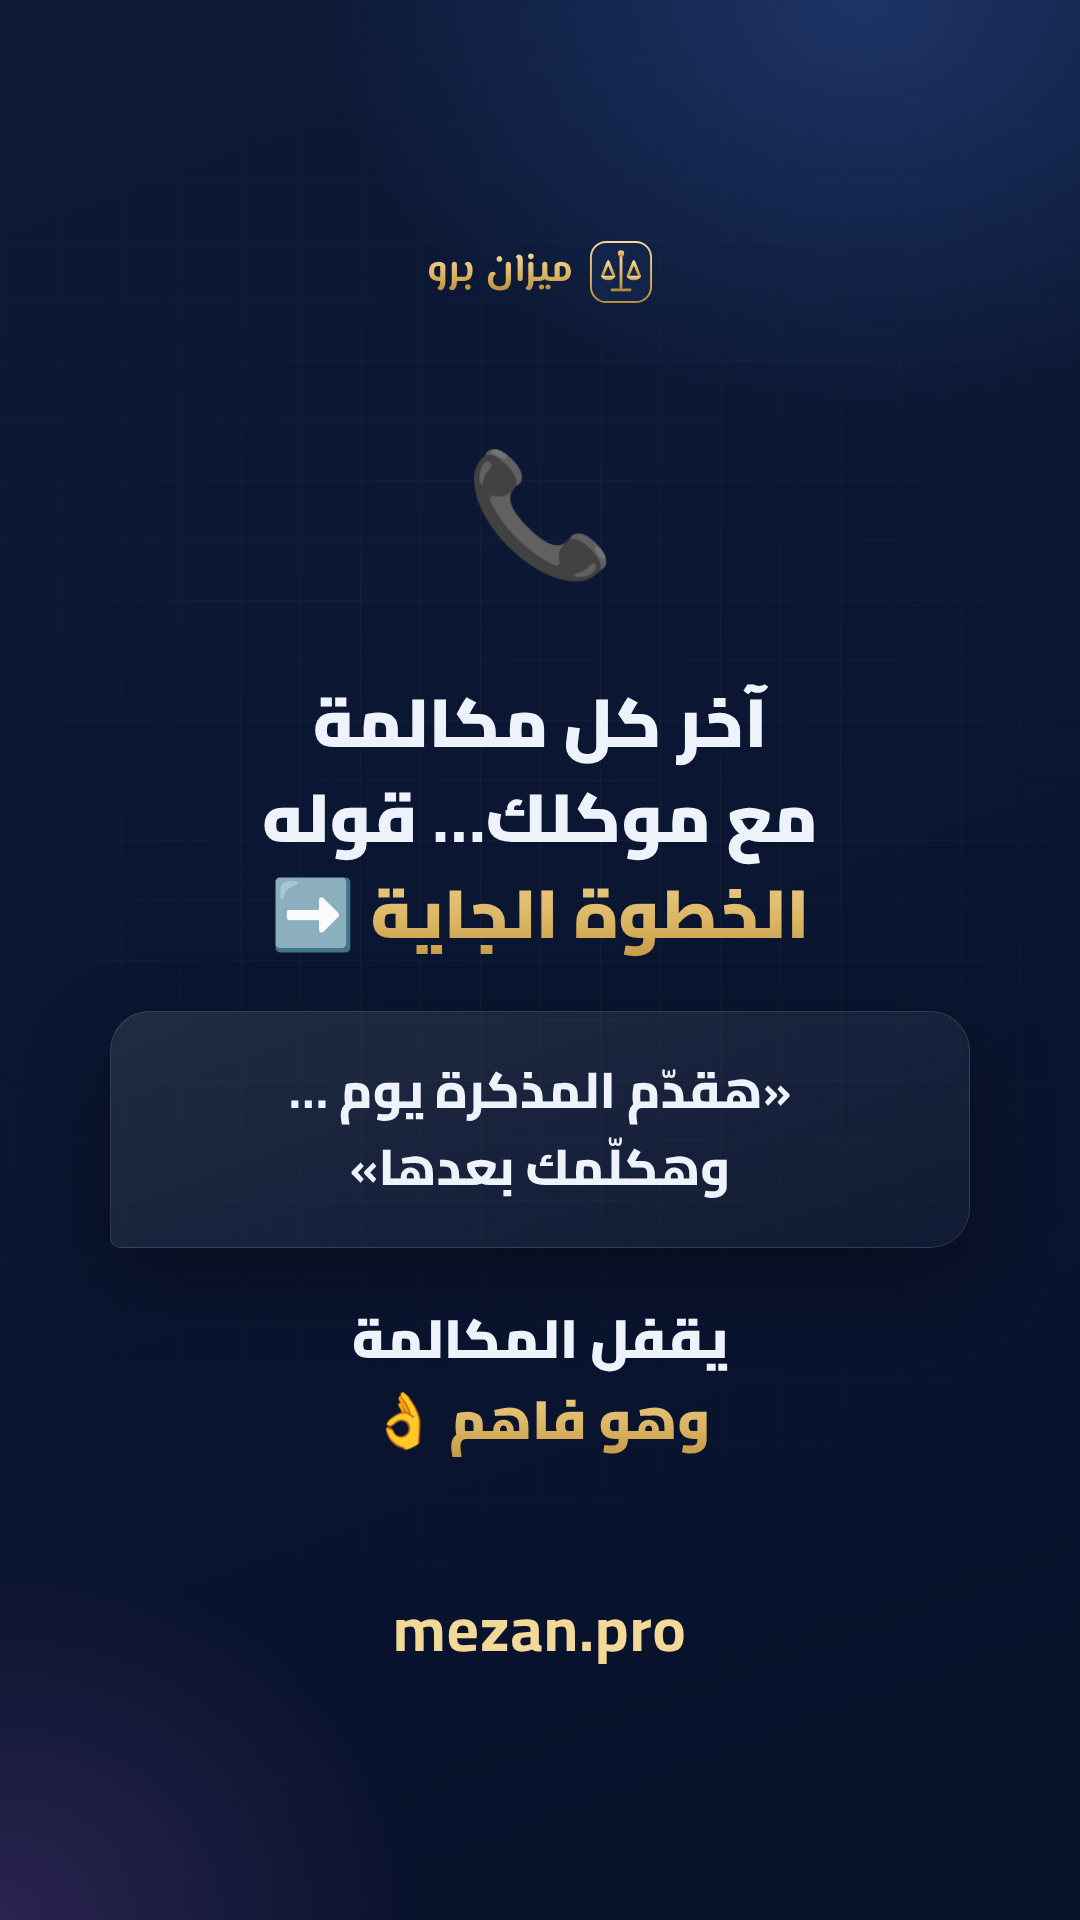 ميزان برو
آخر كل مكالمة
مع موكلك... قوله
الخطوة الجاية ➡️
«هقدّم المذكرة يوم ...
وهكلّمك بعدها»
يقفل المكالمة
وهو فاهم 👌
mezan.pro